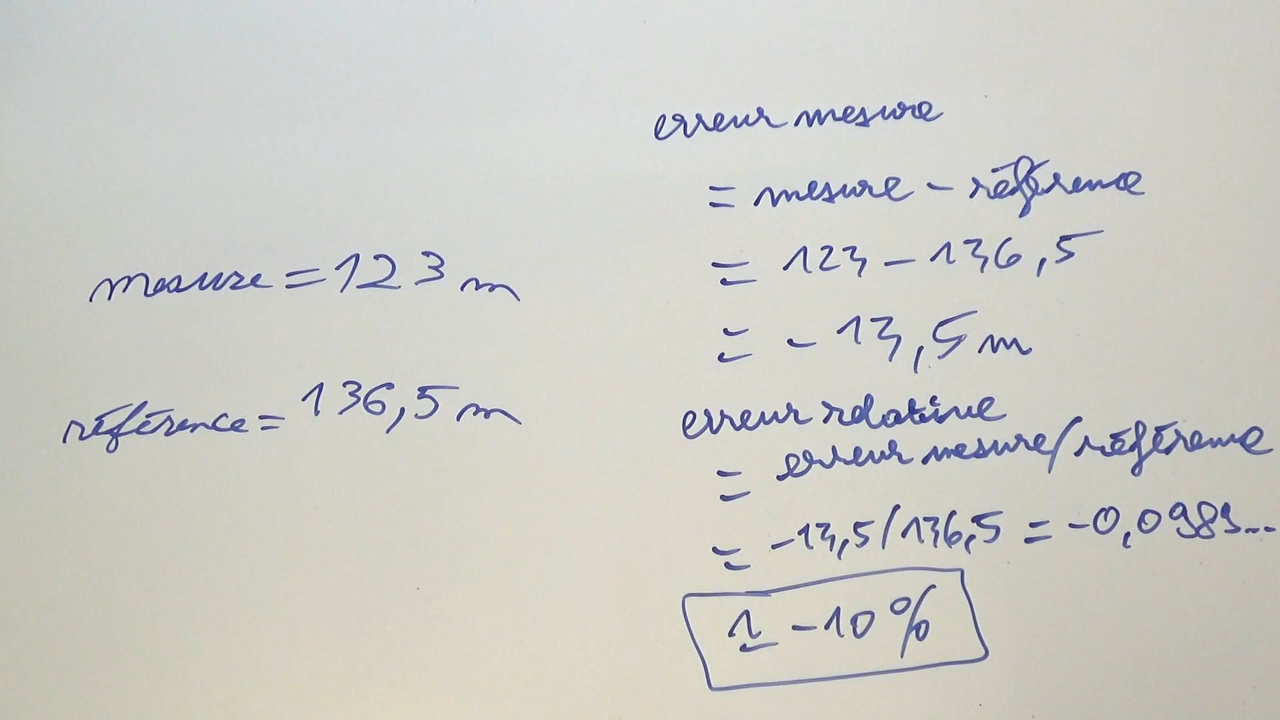 mesure = 123 m
référence = 136,5 m
erreur mesure
= mesure - référence
= 123 - 136,5
= - 13,5 m
erreur relative
= erreur mesure/référence
= -13,5/136,5 = -0,0989...
≃ -10%